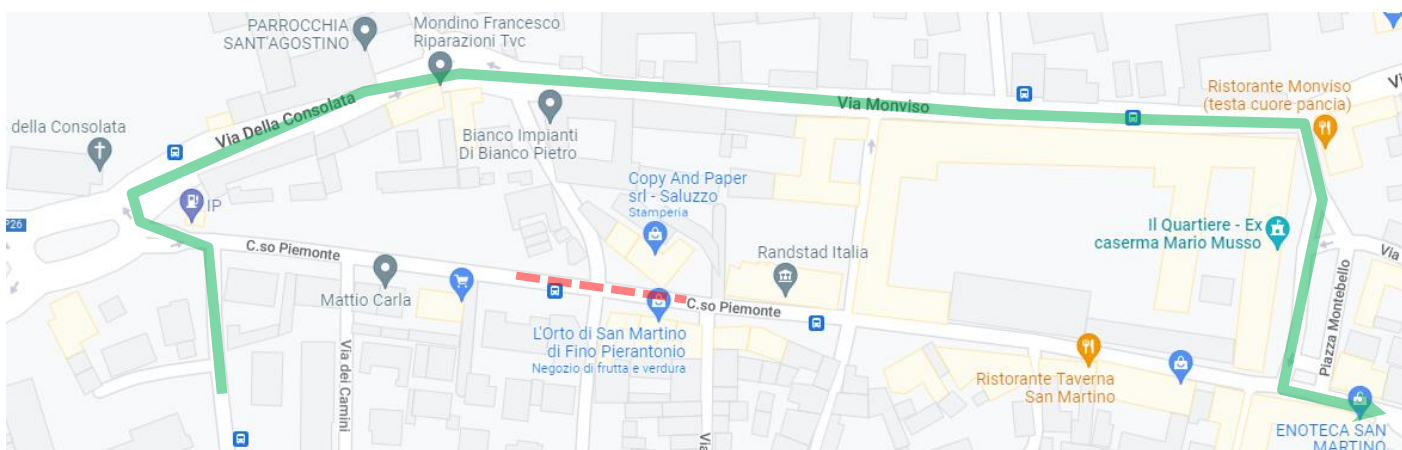 PARROCCHIA
SANT'AGOSTINO
Mondino Francesco
Riparazioni Tvc
della Consolata
Via Della Consolata
Bianco Impianti
Di Bianco Pietro
Via Monviso
Ristorante Monviso
(testa cuore pancia)
Copy And Paper
srl - Saluzzo
Stamperia
IP
P26
C.so Piemonte
Mattio Carla
Randstad Italia
Il Quartiere - Ex
caserma Mario Musso
C.so Piemonte
L'Orto di San Martino
di Fino Pierantonio
Negozio di frutta e verdura
Via dei Camini
Via
Ristorante Taverna
San Martino
Piazza Montebello
Via
ENOTECA SAN
MARTINO